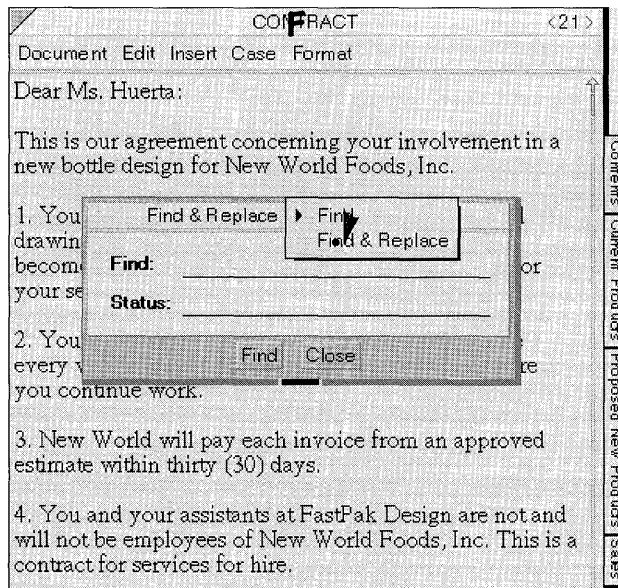 CONTRACT <21>
Document Edit Insert Case Format
Dear Ms. Huerta:
This is our agreement concerning your involvement in a
new bottle design for New World Foods, Inc.
1. You
Find & Replace Find
Find & Replace
drawin
becom or
Find:
your se
Status:
2. You
every re
Find Close
you continue work.
3. New World will pay each invoice from an approved
estimate within thirty (30) days.
4. You and your assistants at FastPak Design are not and
will not be employees of New World Foods, Inc. This is a
contract for services for hire.
Contents
Current Products
Proposed New Products
Sales